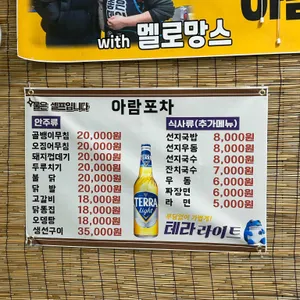 아
with 멜로망스
물은 셀프입니다
아람포차
안주류
골뱅이무침 20,000원
오징어무침 20,000원
돼지껍데기 20,000원
두루치기 20,000원
불 닭 20,000원
닭 발 20,000원
고갈비 18,000원
닭똥집 18,000원
오뎅탕 18,000원
생선구이 35,000원
식사류(추가메뉴)
선지국밥 8,000원
선지우동 8,000원
선지국수 8,000원
잔치국수 7,000원
우 동 6,000원
짜장면 6,000원
라 면 5,000원
TERRA
light
테라 라이트